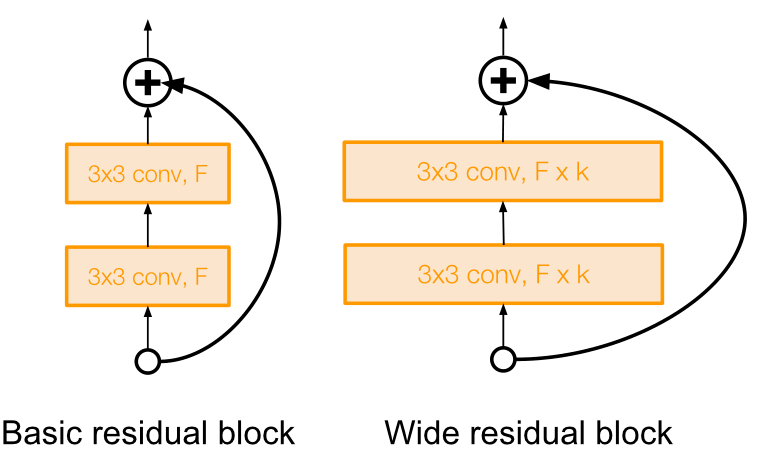 3x3 conv, F
3x3 conv, F
Basic residual block
3x3 conv, F x k
3x3 conv, F x k
Wide residual block